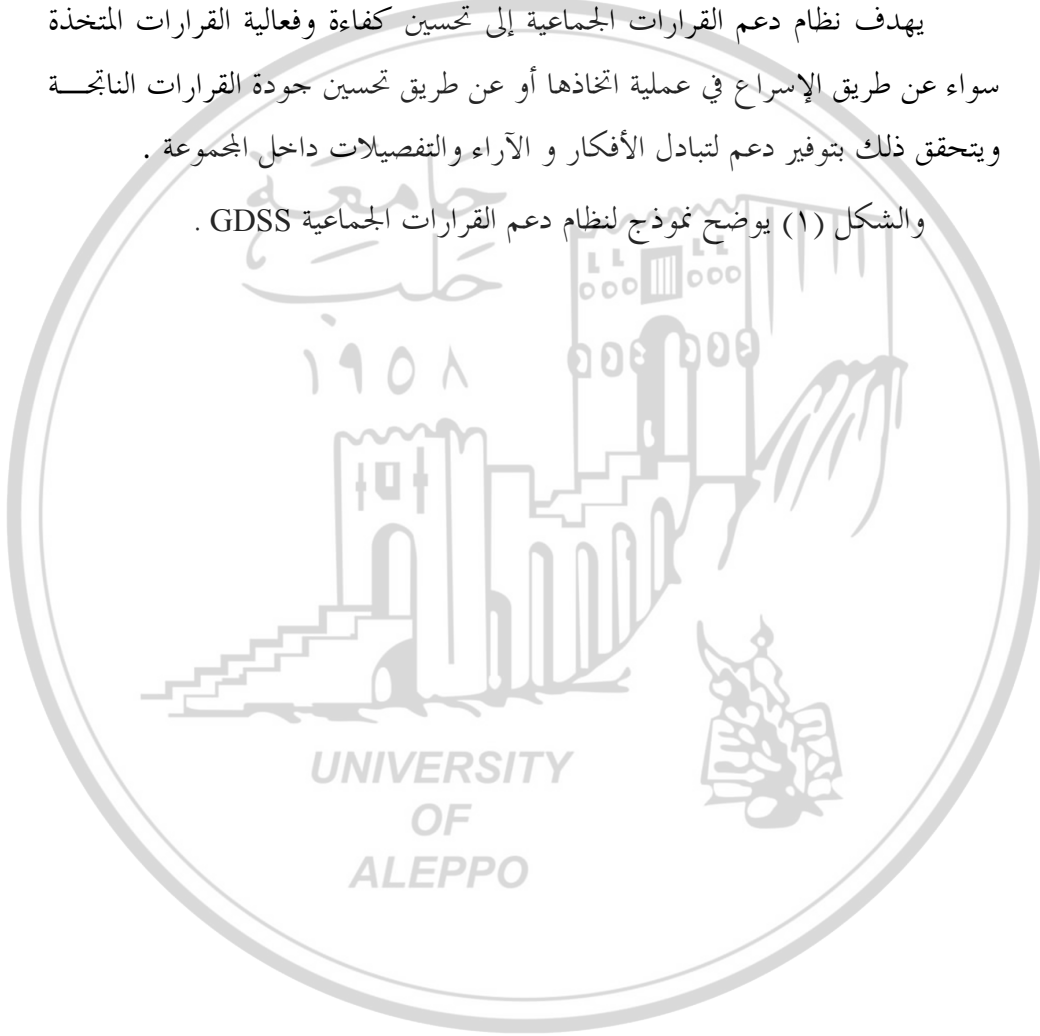 يهدف نظام دعم القرارات الجماعية إلى تحسين كفاءة وفعالية القرارات المتخذة
سواء عن طريق الإسراع في عملية اتخاذها أو عن طريق تحسين جودة القرارات الناتجة
ويتحقق ذلك بتوفير دعم لتبادل الأفكار و الآراء والتفصيلات داخل المجموعة .
والشكل (١) يوضح نموذج لنظام دعم القرارات الجماعية GDSS .
جامعة
حلب
١٩٥٨
UNIVERSITY
OF
ALEPPO